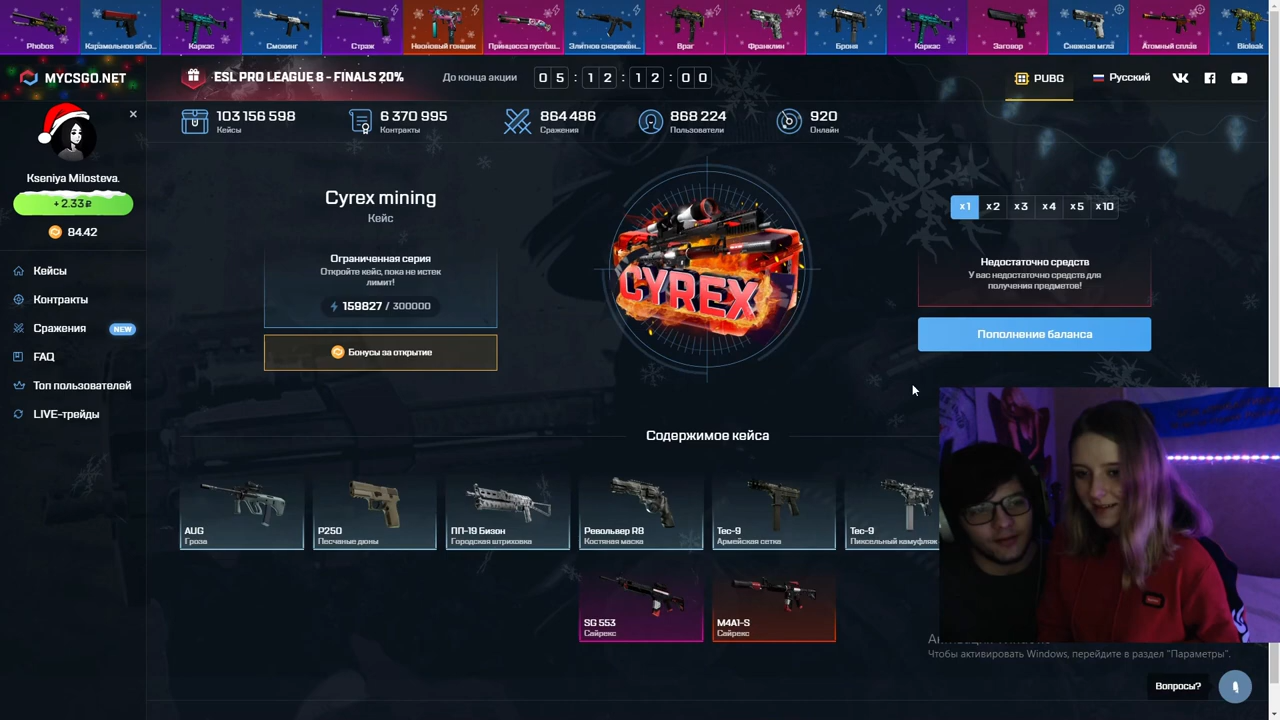 Phobos
Карамельное ябло...
Каркас
Смокинг
Страж
Неоновый гонщик
Принцесса пустош...
Элитное снаряжен...
Враг
Франклин
Броня
Каркас
Заговор
Снежная мгла
Атомный сплав
Bioleak
MYCSGO.NET
ESL PRO LEAGUE 8 - FINALS 20%
До конца акции
0 5 : 1 2 : 1 2 : 0 0
PUBG
Русский
103 156 598
Кейсы
6 370 995
Контракты
864 486
Сражения
868 224
Пользователи
920
Онлайн
Kseniya Milosteva.
+ 2.33 ₽
84.42
Кейсы
Контракты
Сражения NEW
FAQ
Топ пользователей
LIVE-трейды
Cyrex mining
Кейс
Ограниченная серия
Откройте кейс, пока не истек
лимит!
159827 / 300000
Бонусы за открытие
CYREX
x1 x2 x3 x4 x5 x10
Недостаточно средств
У вас недостаточно средств для
получения предметов!
Пополнение баланса
Содержимое кейса
AUG
Гроза
P250
Песчаные дюны
ПП-19 Бизон
Городская штриховка
Револьвер R8
Костяная маска
Tec-9
Армейская сетка
Tec-9
Пиксельный камуфляж
SG 553
Сайрекс
M4A1-S
Сайрекс
Чтобы активировать Windows, перейдите в раздел "Параметры".
Вопросы?